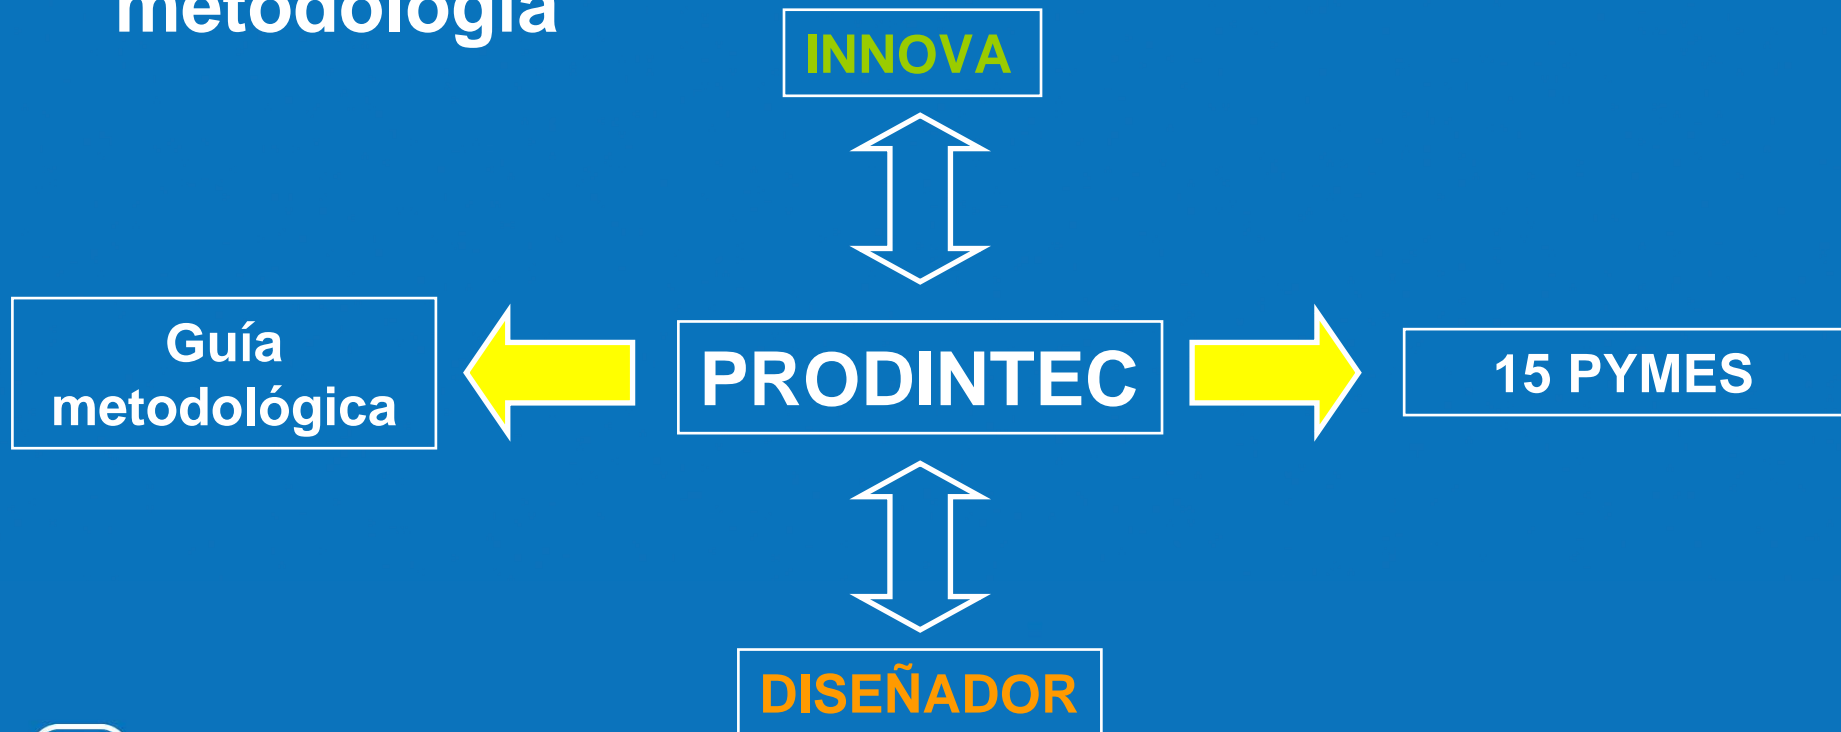 metodología
INNOVA
Guía
metodológica
PRODINTEC
15 PYMES
DISEÑADOR